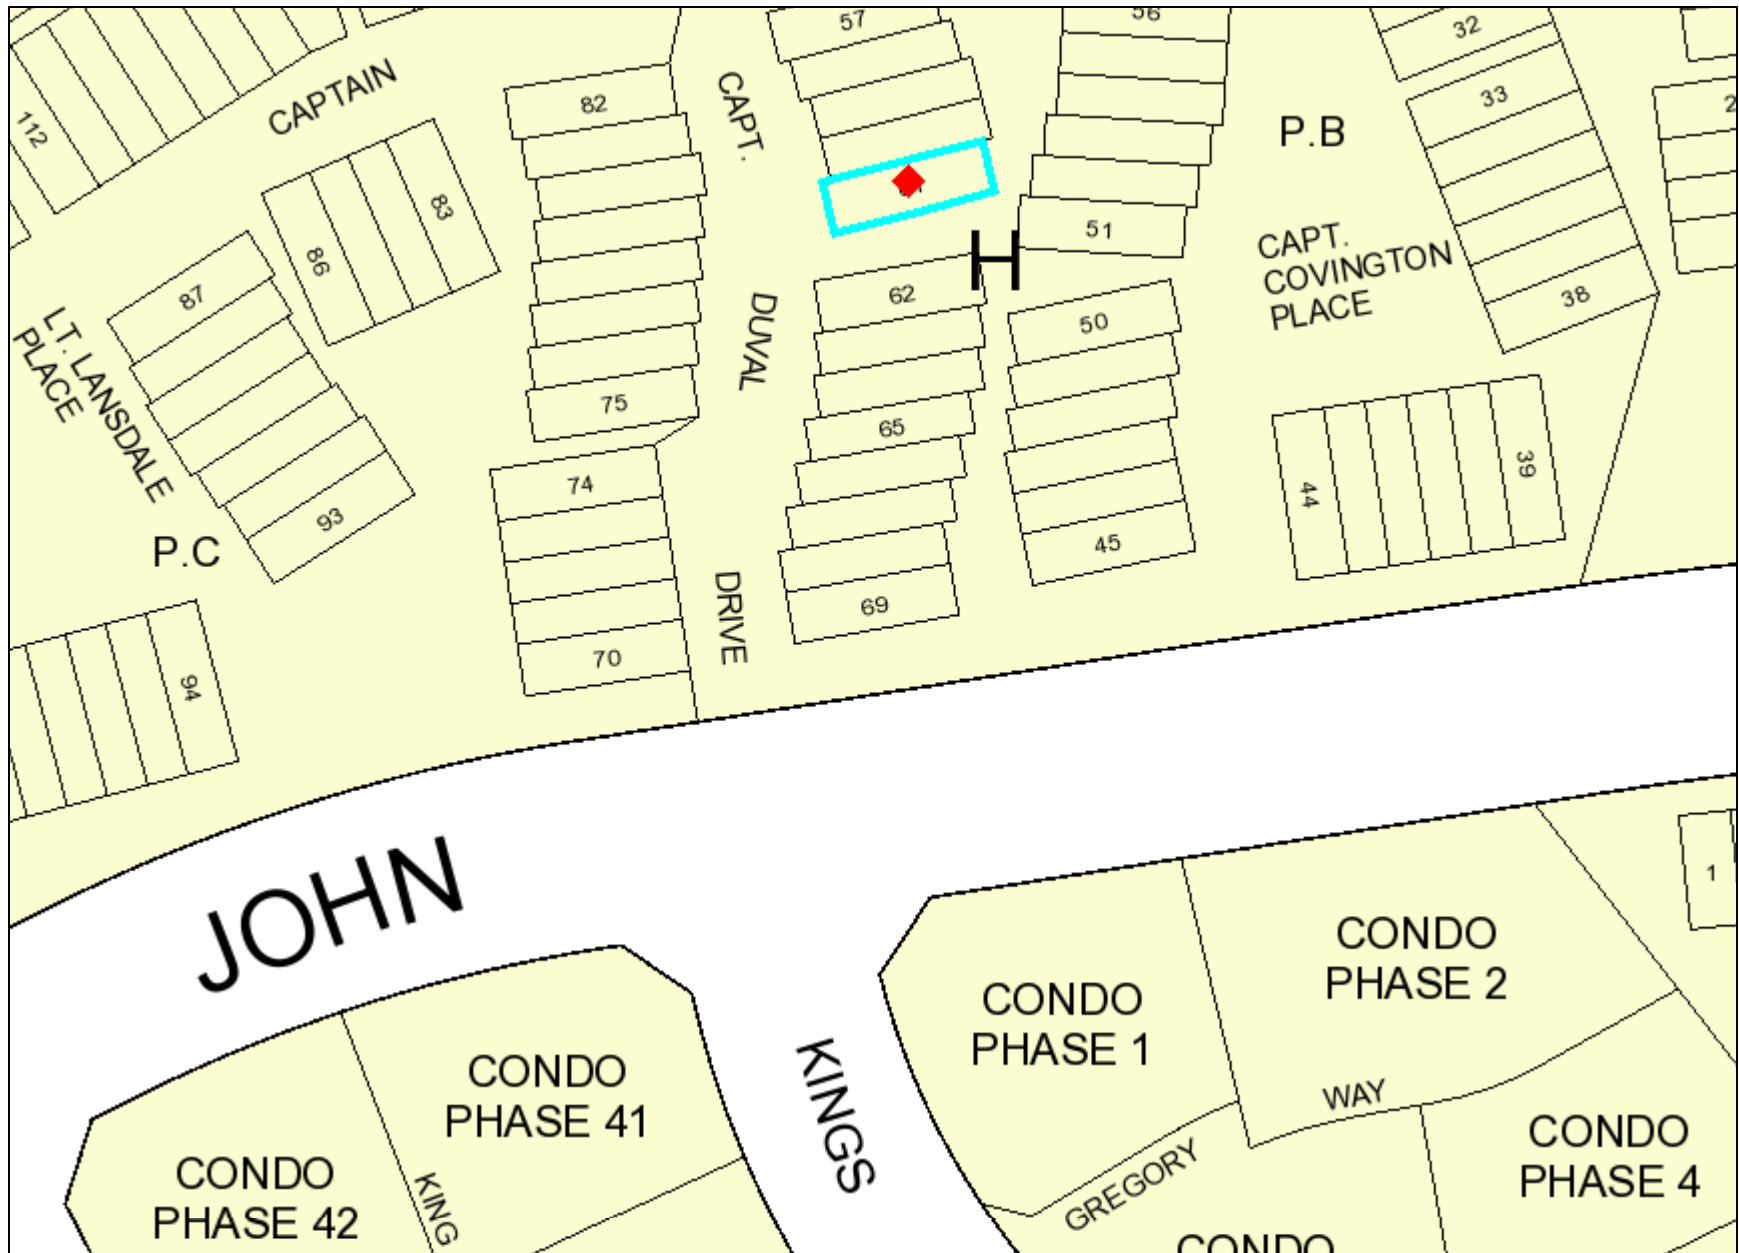 57
56
32
CAPTAIN
82
CAPT.
33
2
112
P.B
83
51
86
CAPT.
COVINGTON
PLACE
87
62
38
LT. LANSDALE
PLACE
DUVAL
50
75
65
44
39
74
93
45
P.C
DRIVE
69
70
94
JOHN
1
CONDO
PHASE 2
CONDO
PHASE 1
CONDO
PHASE 41
KINGS
WAY
CONDO
PHASE 4
GREGORY
CONDO
PHASE 42
KING
CONDO